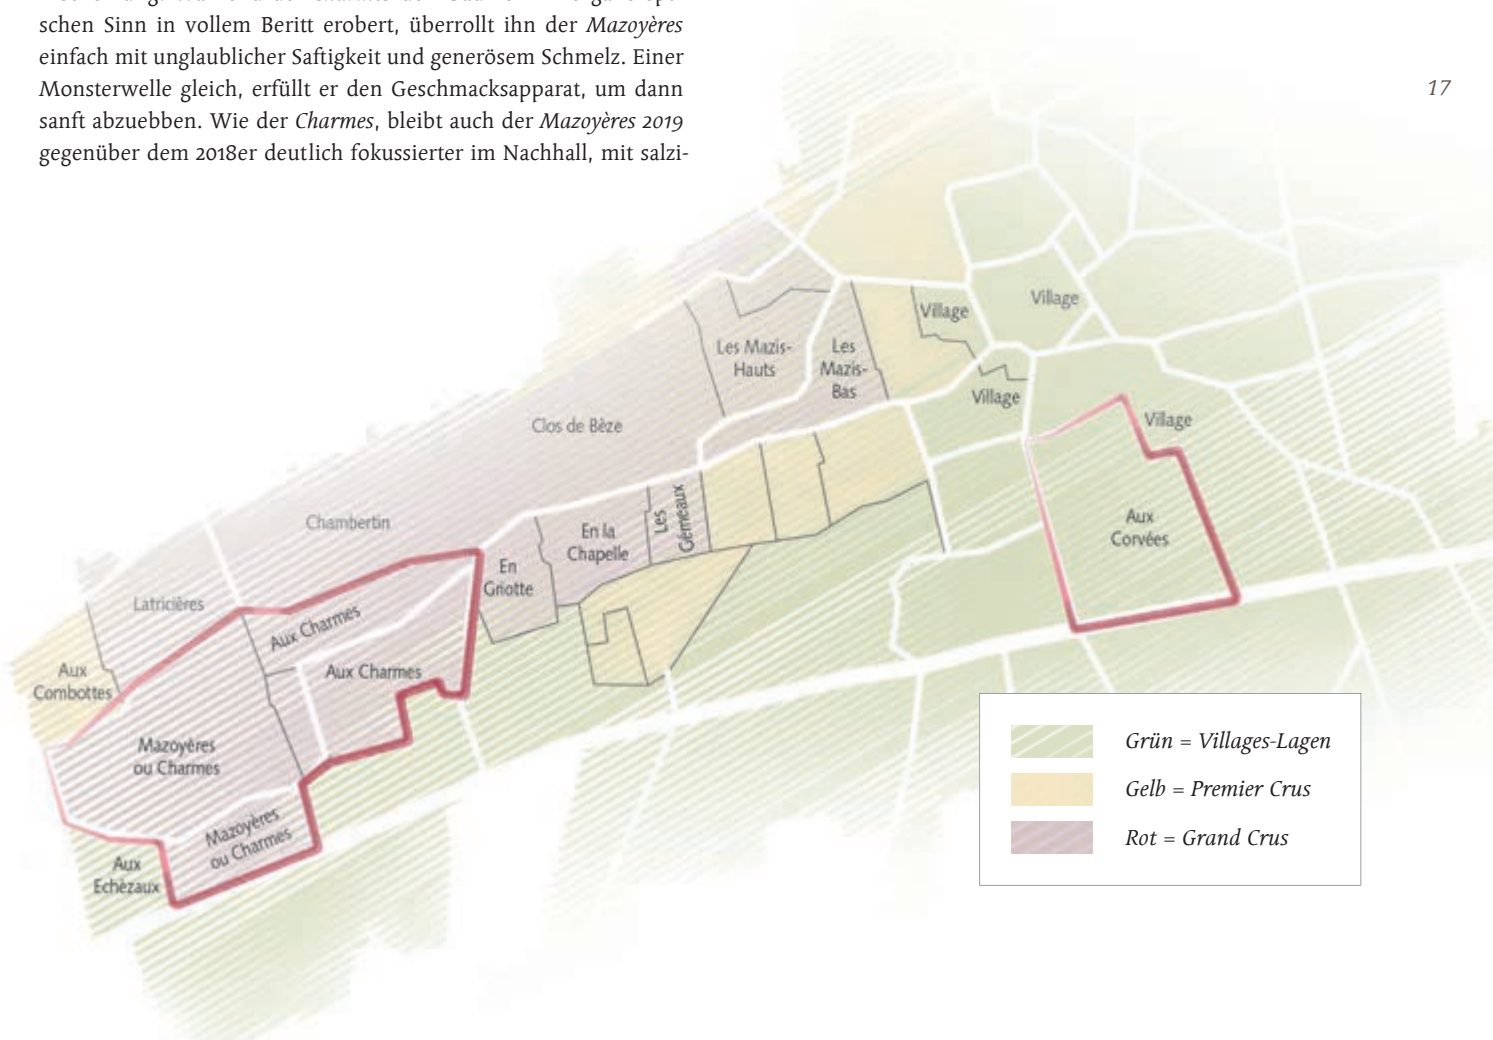 schen Sinn in vollem Beritt erobert, überrollt ihn der Mazoyères
einfach mit unglaublicher Saftigkeit und generösem Schmelz. Einer
Monsterwelle gleich, erfüllt er den Geschmacksapparat, um dann
sanft abzuebben. Wie der Charmes, bleibt auch der Mazoyères 2019
gegenüber dem 2018er deutlich fokussierter im Nachhall, mit salzi-
17
Village
Village
Les Mazis-
Hauts
Les
Mazis-
Bas
Village
Village
Clos de Bèze
Chambertin
Les
Gémeaux
En la
Chapelle
En
Griotte
Aux
Corvées
Latricières
Aux Charmes
Aux Charmes
Aux
Combottes
Mazoyères
ou Charmes
Mazoyères
ou Charmes
Aux
Echèzaux
Grün = Villages-Lagen
Gelb = Premier Crus
Rot = Grand Crus